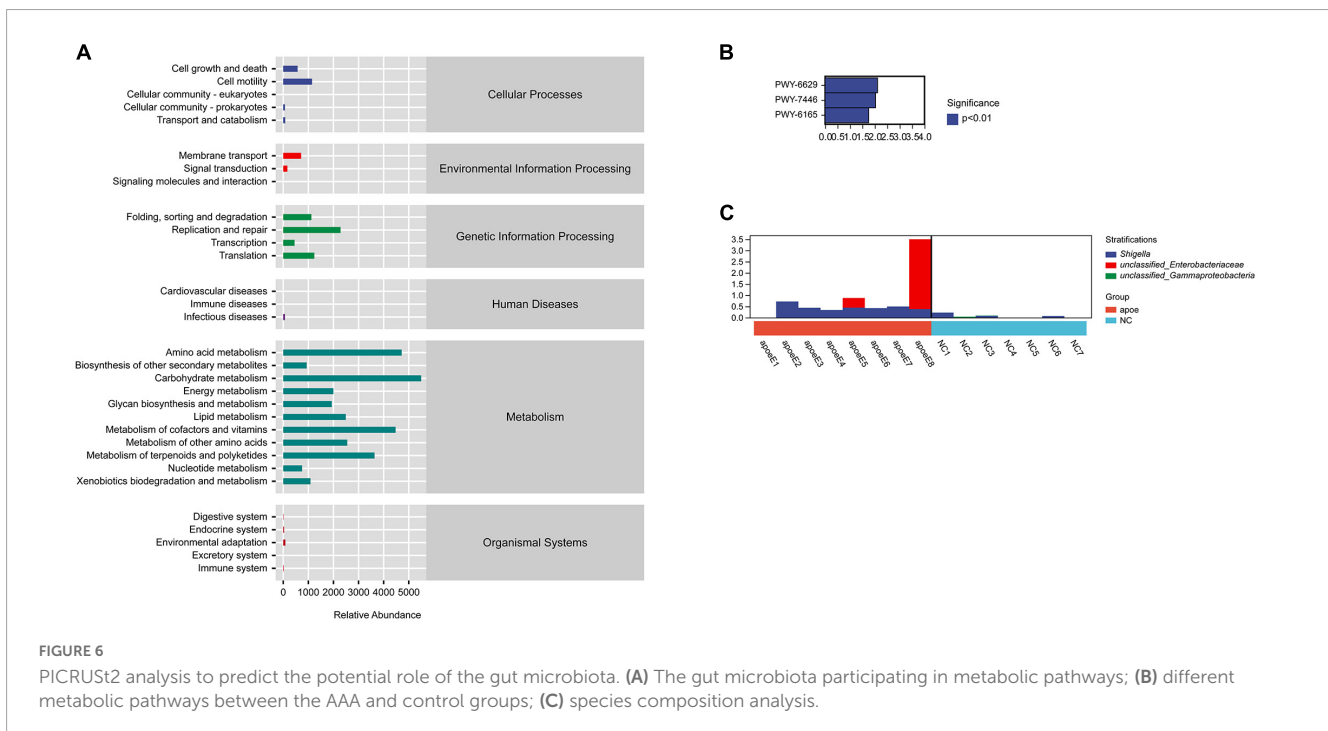 A
Cell growth and death
Cell motility
Cellular community - eukaryotes
Cellular community - prokaryotes
Transport and catabolism
Cellular Processes
Membrane transport
Signal transduction
Signaling molecules and interaction
Environmental Information Processing
Folding, sorting and degradation
Replication and repair
Transcription
Translation
Genetic Information Processing
Cardiovascular diseases
Immune diseases
Infectious diseases
Human Diseases
Amino acid metabolism
Biosynthesis of other secondary metabolites
Carbohydrate metabolism
Energy metabolism
Glycan biosynthesis and metabolism
Lipid metabolism
Metabolism of cofactors and vitamins
Metabolism of other amino acids
Metabolism of terpenoids and polyketides
Nucleotide metabolism
Xenobiotics biodegradation and metabolism
Metabolism
Digestive system
Endocrine system
Environmental adaptation
Excretory system
Immune system
Organismal Systems
0 1000 2000 3000 4000 5000
Relative Abundance
B
PWY-6629
PWY-7446
PWY-6165
0.00.51.01.52.02.53.03.54.0
Significance
p<0.01
C
3.5
3.0
2.5
2.0
1.5
1.0
0.5
0.0
apoeE1 apoeE2 apoeE3 apoeE4 apoeE5 apoeE6 apoeE7 apoeE8 NC1 NC2 NC3 NC4 NC5 NC6 NC7
Stratifications
Shigella
unclassified_Enterobacteriaceae
unclassified_Gammaproteobacteria
Group
apoe
NC
FIGURE 6
PICRUSt2 analysis to predict the potential role of the gut microbiota. (A) The gut microbiota participating in metabolic pathways; (B) different
metabolic pathways between the AAA and control groups; (C) species composition analysis.